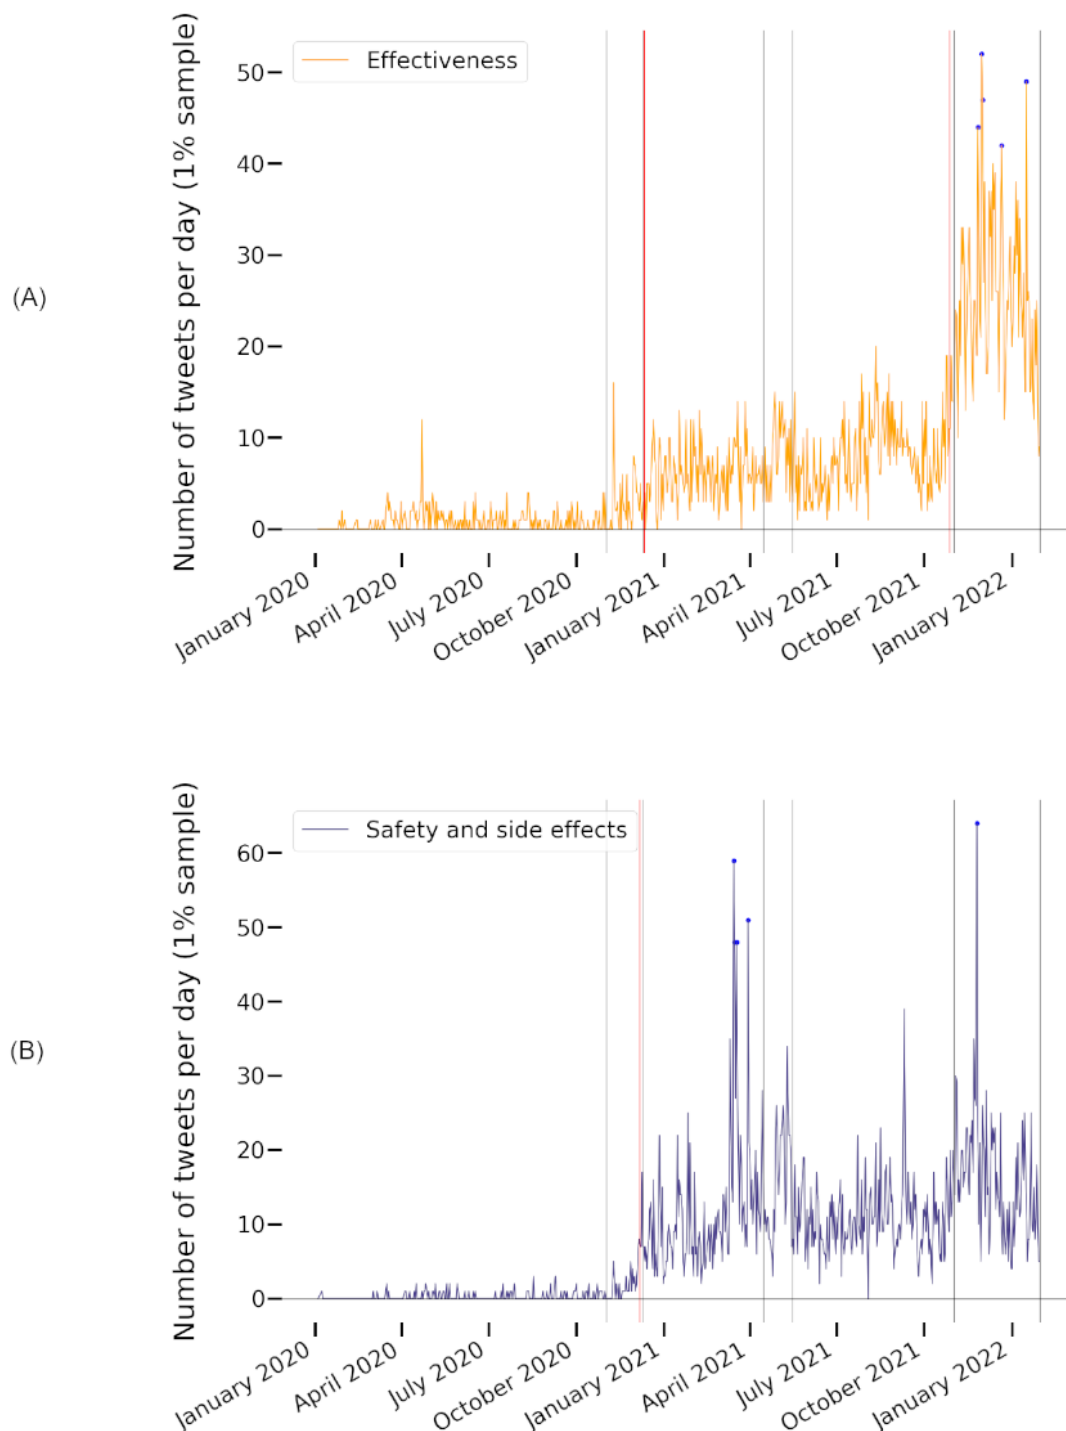 (A)
Number of tweets per day (1% sample)
Effectiveness
50
40
30
20
10
0
January 2020
April 2020
July 2020
October 2020
January 2021
April 2021
July 2021
October 2021
January 2022
(B)
Number of tweets per day (1% sample)
Safety and side effects
60
50
40
30
20
10
0
January 2020
April 2020
July 2020
October 2020
January 2021
April 2021
July 2021
October 2021
January 2022